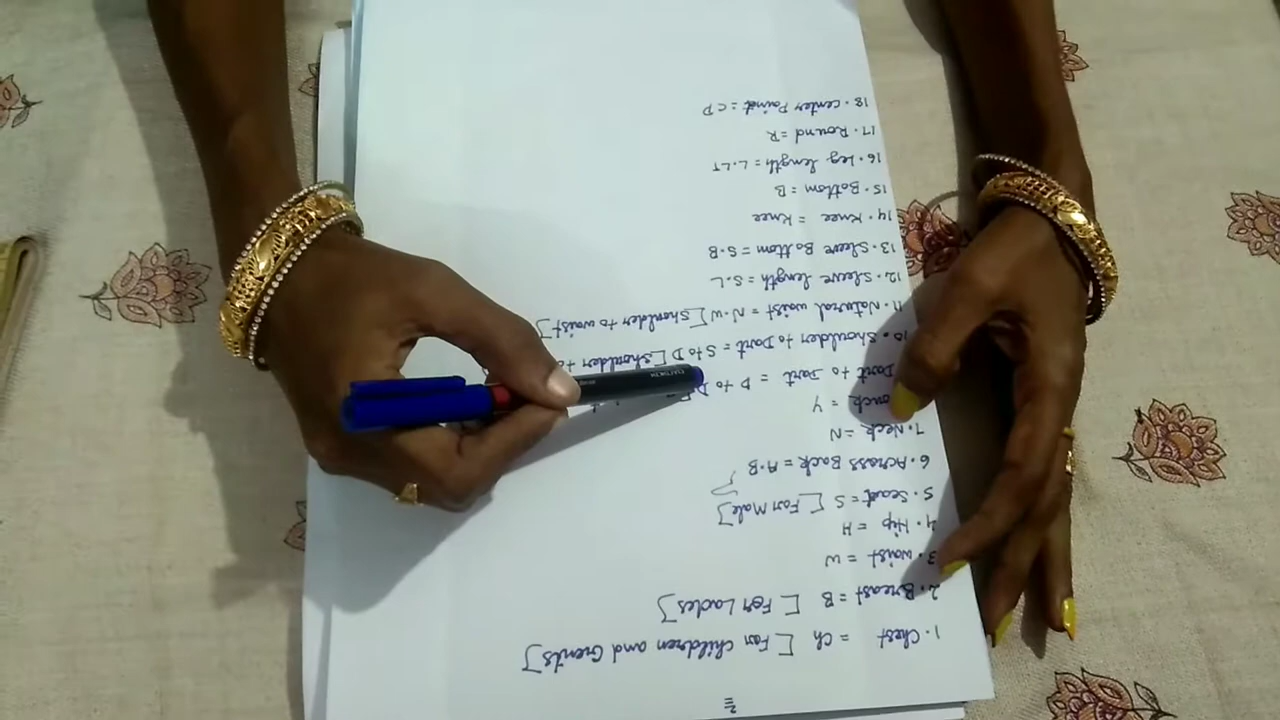 1. Chest = Ch [For children and Gents]
2. Breast = B [For Ladies]
3. Waist = W
4. Hip = H
5. Seat = S [For Male]
6. Across Back = A.B
7. Neck = N
= Y
Dart to Dart = D to D
10. Shoulder to Dart = S to D [Shoulder to
11. Natural waist = N.W [Shoulder to waist]
12. Sleeve length = S.L
13. Sleeve Bottom = S.B
14. Knee = Knee
15. Bottom = B
16. Leg length = L.LT
17. Round = R
18. Center Point = CP